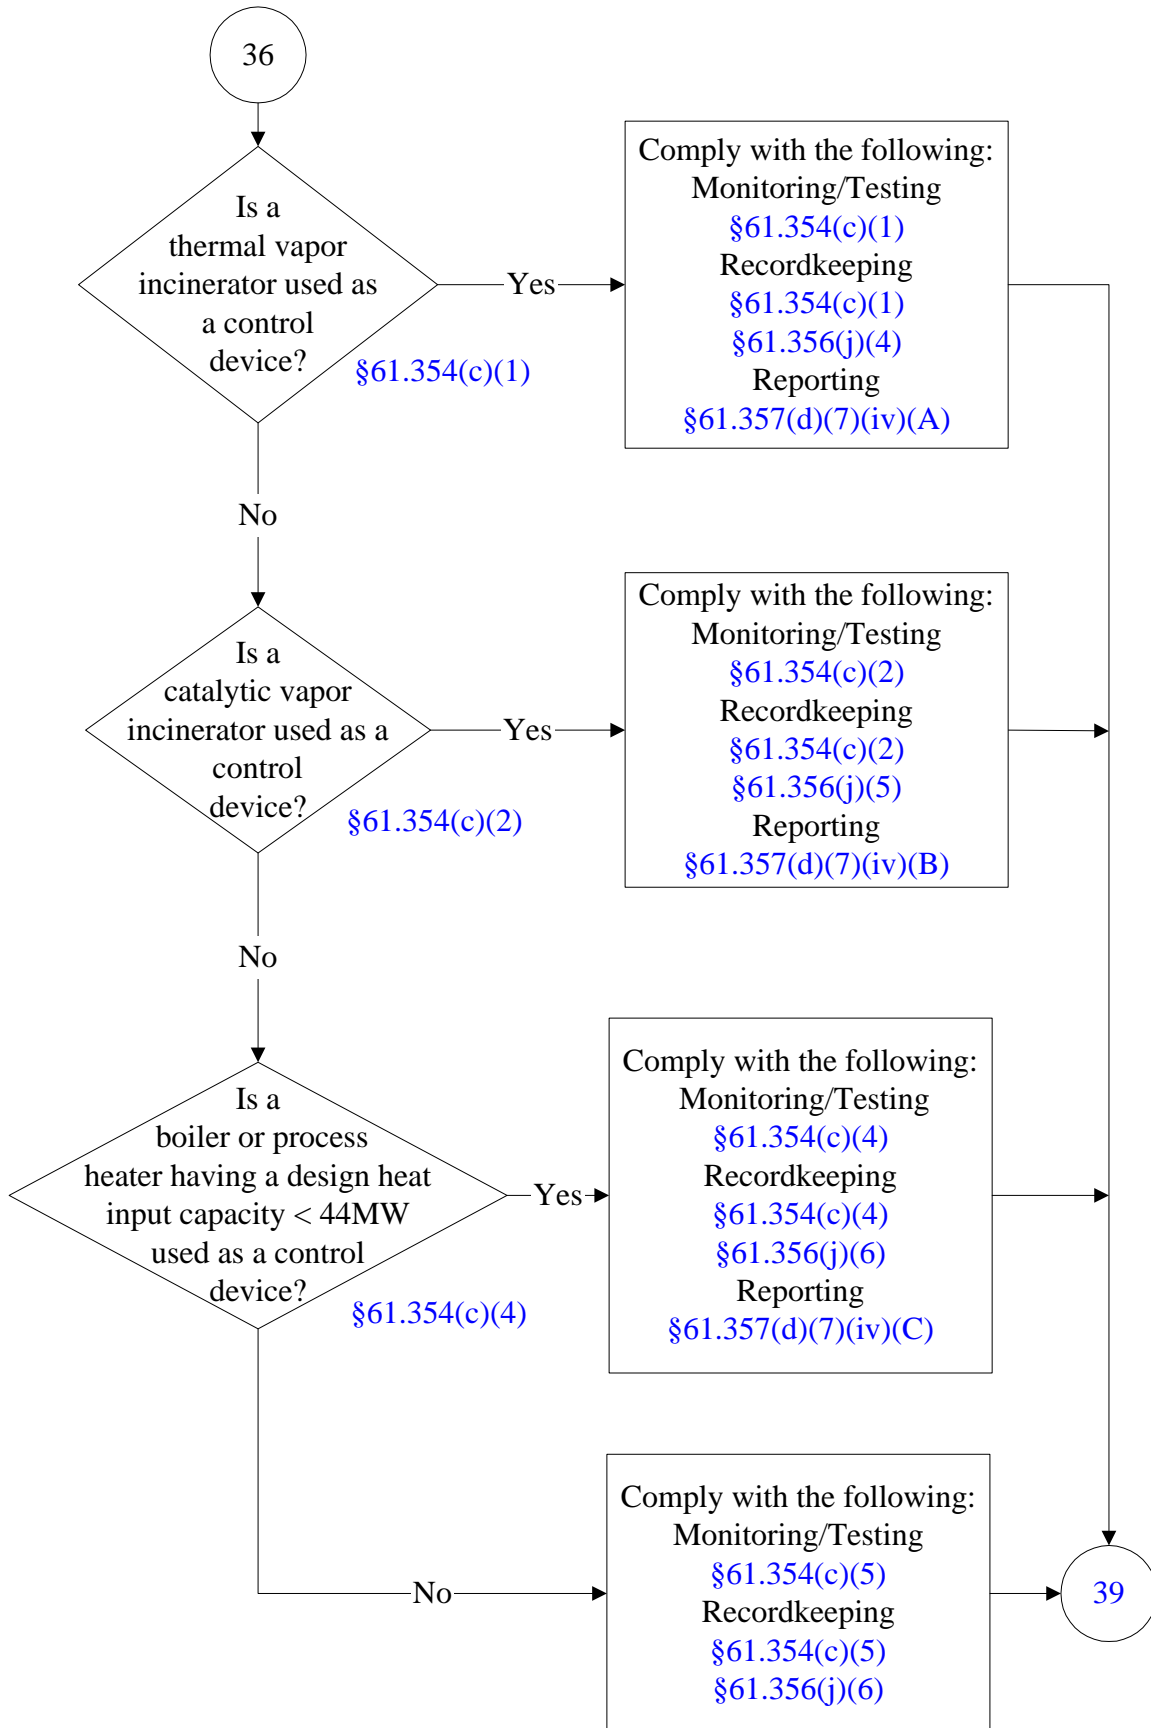 36
Is a
thermal vapor
incinerator used as
a control
device?
§61.354(c)(1)
Yes
Comply with the following:
Monitoring/Testing
§61.354(c)(1)
Recordkeeping
§61.354(c)(1)
§61.356(j)(4)
Reporting
§61.357(d)(7)(iv)(A)
No
Is a
catalytic vapor
incinerator used as a
control
device?
§61.354(c)(2)
Yes
Comply with the following:
Monitoring/Testing
§61.354(c)(2)
Recordkeeping
§61.354(c)(2)
§61.356(j)(5)
Reporting
§61.357(d)(7)(iv)(B)
No
Is a
boiler or process
heater having a design heat
input capacity < 44MW
used as a control
device?
§61.354(c)(4)
Yes
Comply with the following:
Monitoring/Testing
§61.354(c)(4)
Recordkeeping
§61.354(c)(4)
§61.356(j)(6)
Reporting
§61.357(d)(7)(iv)(C)
No
Comply with the following:
Monitoring/Testing
§61.354(c)(5)
Recordkeeping
§61.354(c)(5)
§61.356(j)(6)
39